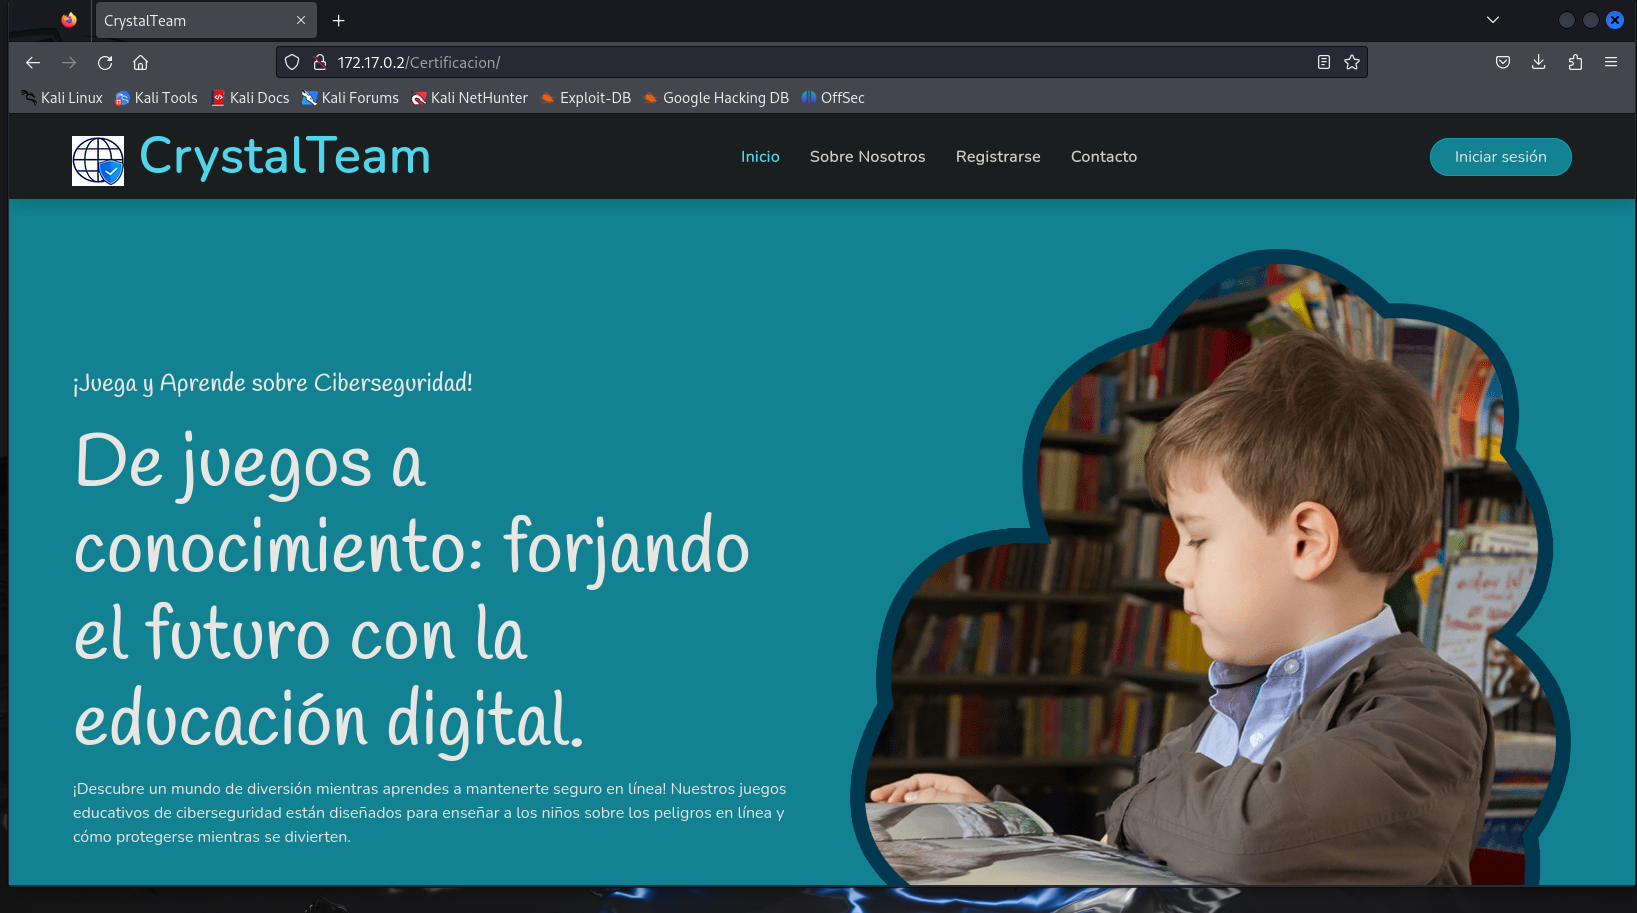 CrystalTeam
172.17.0.2/Certificacion/
Kali Linux Kali Tools Kali Docs Kali Forums Kali NetHunter Exploit-DB Google Hacking DB OffSec
CrystalTeam Inicio Sobre Nosotros Registrarse Contacto Iniciar sesión
¡Juega y Aprende sobre Ciberseguridad!
De juegos a
conocimiento: forjando
el futuro con la
educación digital.
¡Descubre un mundo de diversión mientras aprendes a mantenerte seguro en línea! Nuestros juegos
educativos de ciberseguridad están diseñados para enseñar a los niños sobre los peligros en línea y
cómo protegerse mientras se divierten.